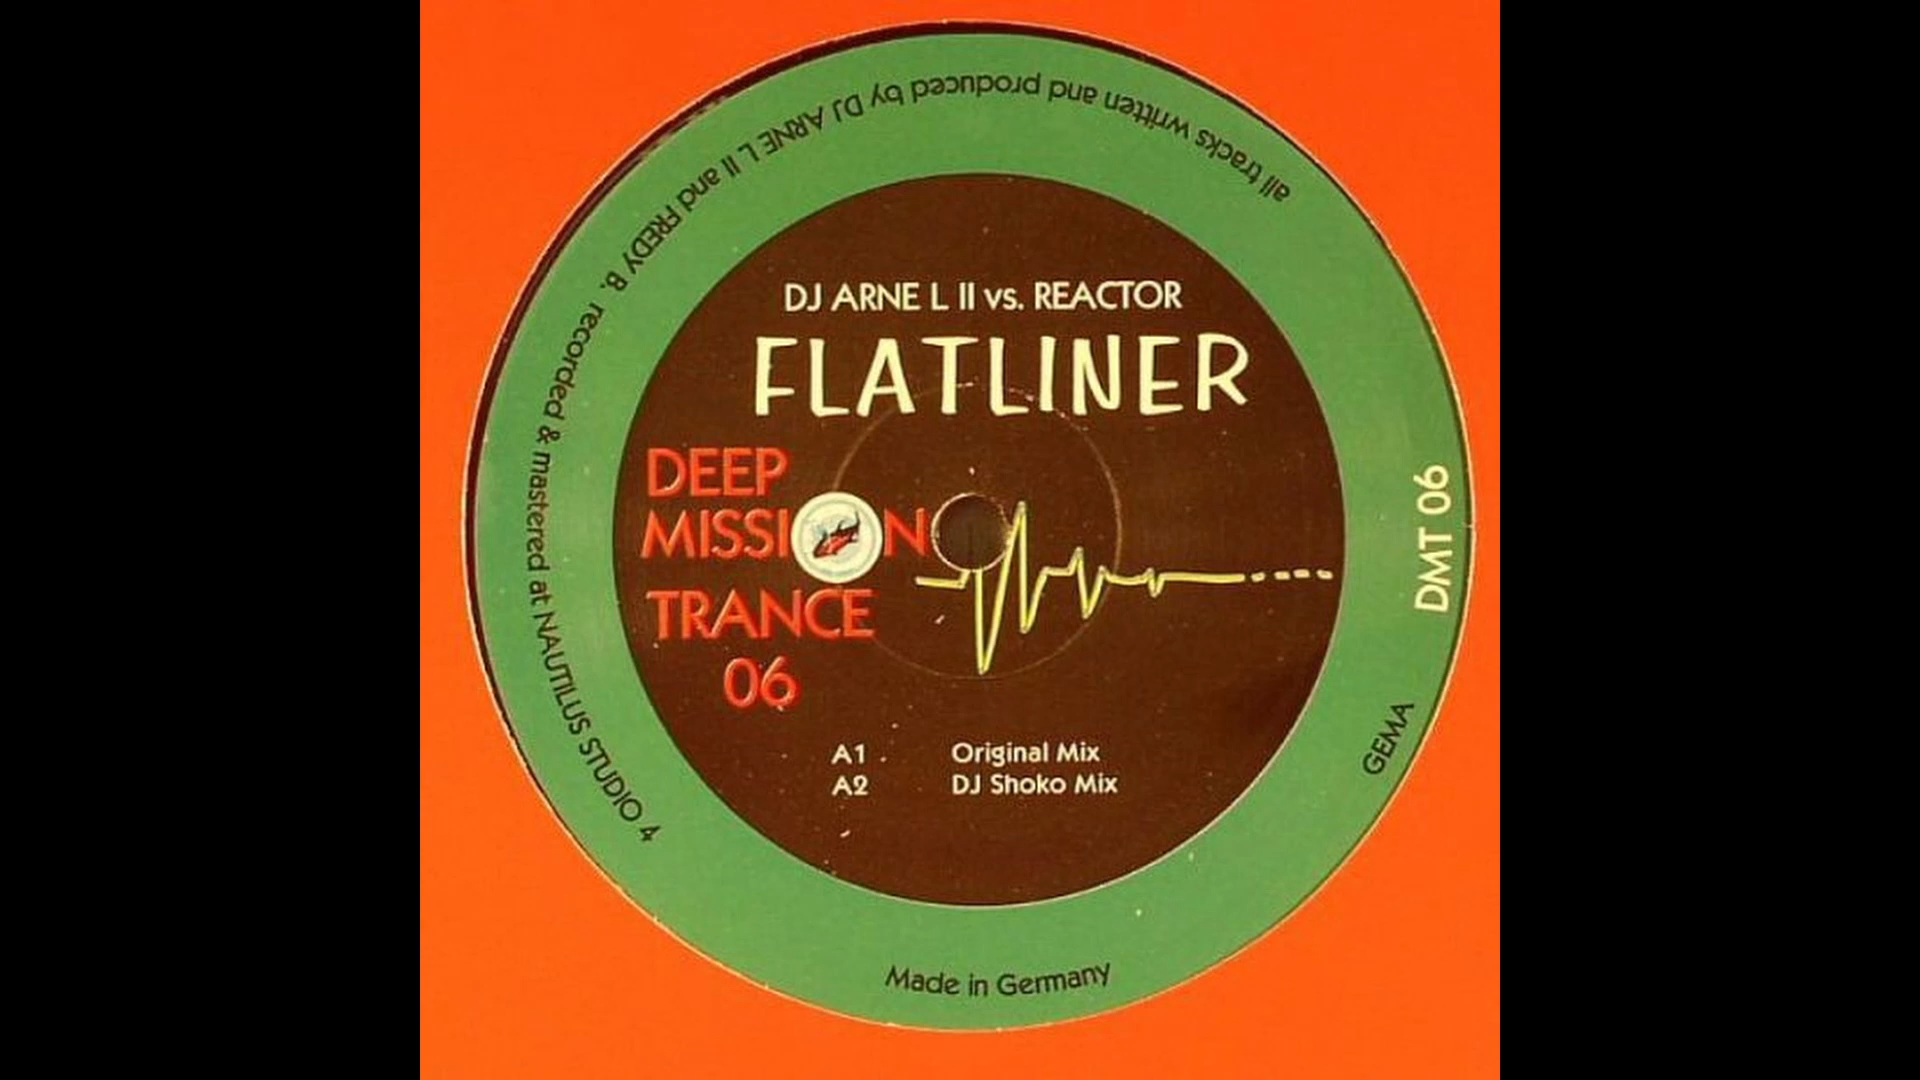 DJ ARNE L II vs. REACTOR
FLATLINER
DEEP
MISSION
TRANCE
06
A1 Original Mix
A2 DJ Shoko Mix
all tracks written and produced by DJ ARNE L II and FREDY B. recorded & mastered at NAUTILUS STUDIO 4
Made in Germany
GEMA
DMT 06